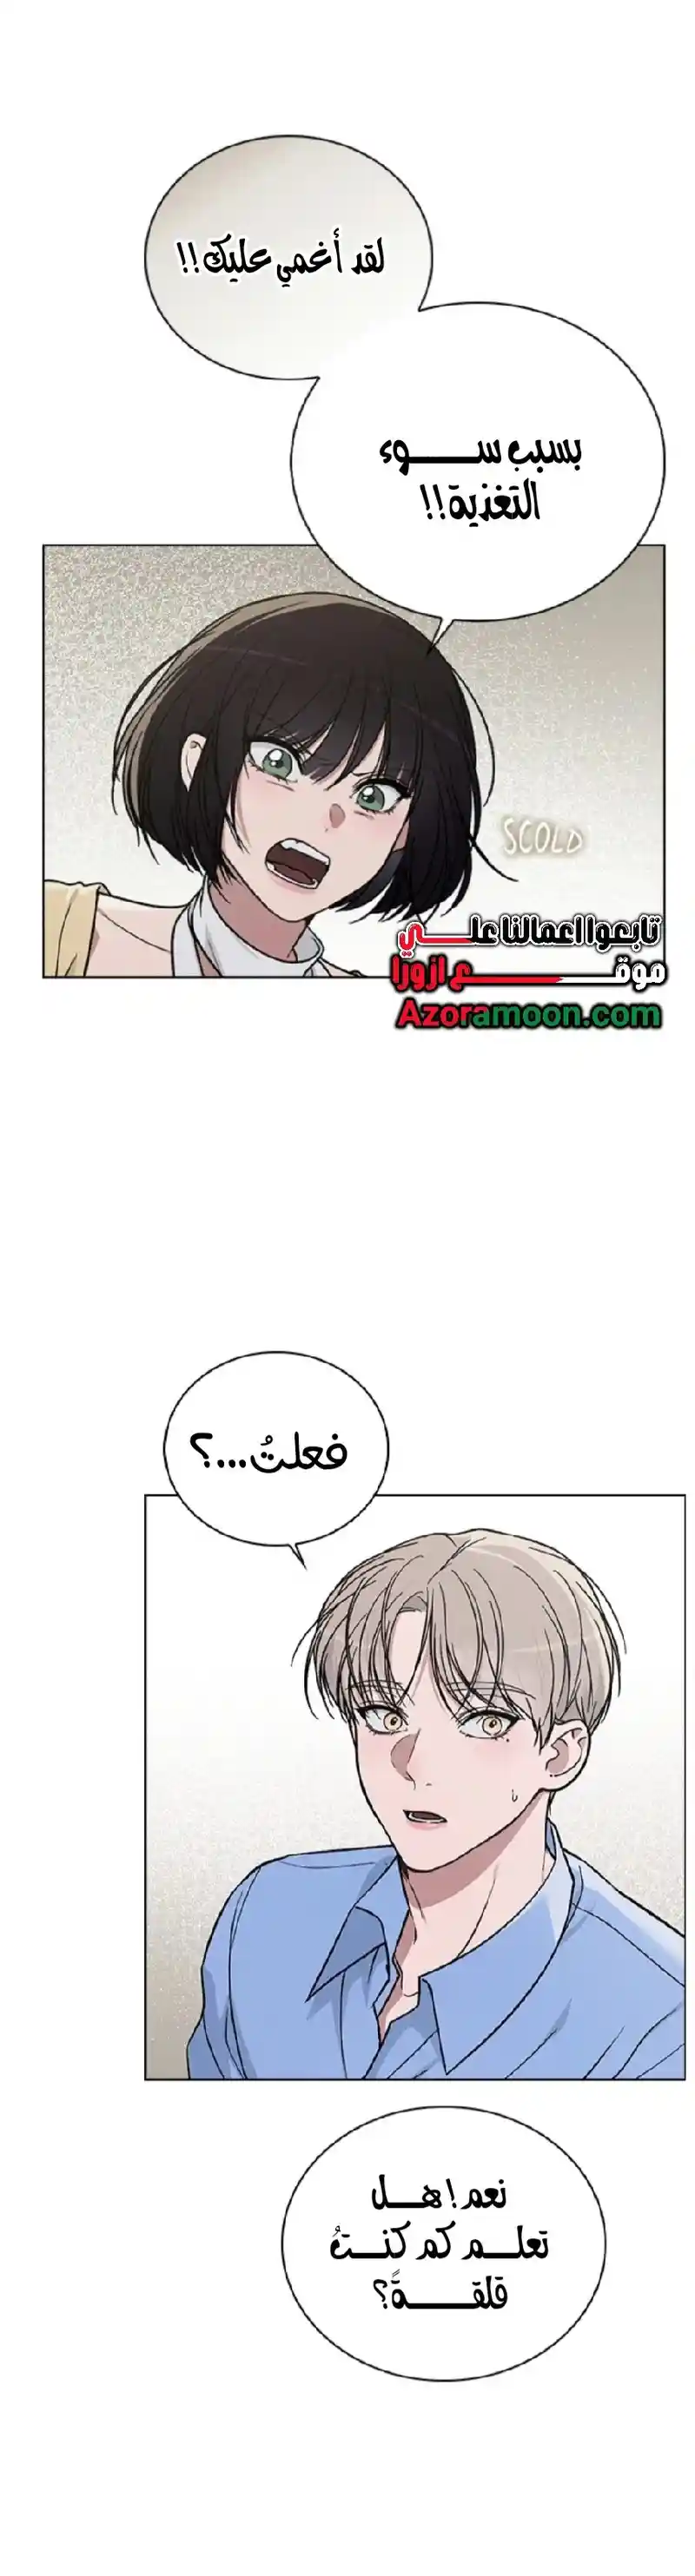 لقد أغمي عليك!!
بسبب سوء
التغذية!!
SCOLD
تابعوا اعمالنا علي
موقع ازورا
Azoramoon.com
فعلتُ...؟
نعم! هل
تعلم كم كنتُ
قلقةً؟